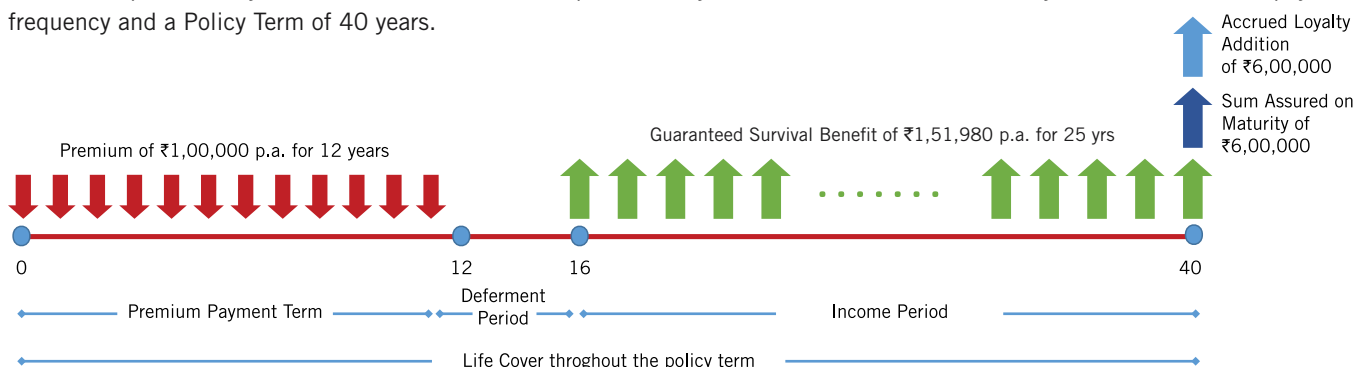 frequency and a Policy Term of 40 years.
Accrued Loyalty
Addition
of ₹6,00,000
Sum Assured on
Maturity of
₹6,00,000
Guaranteed Survival Benefit of ₹1,51,980 p.a. for 25 yrs
Premium of ₹1,00,000 p.a. for 12 years
0
12
16
40
Premium Payment Term
Deferment
Period
Income Period
Life Cover throghout the policy term